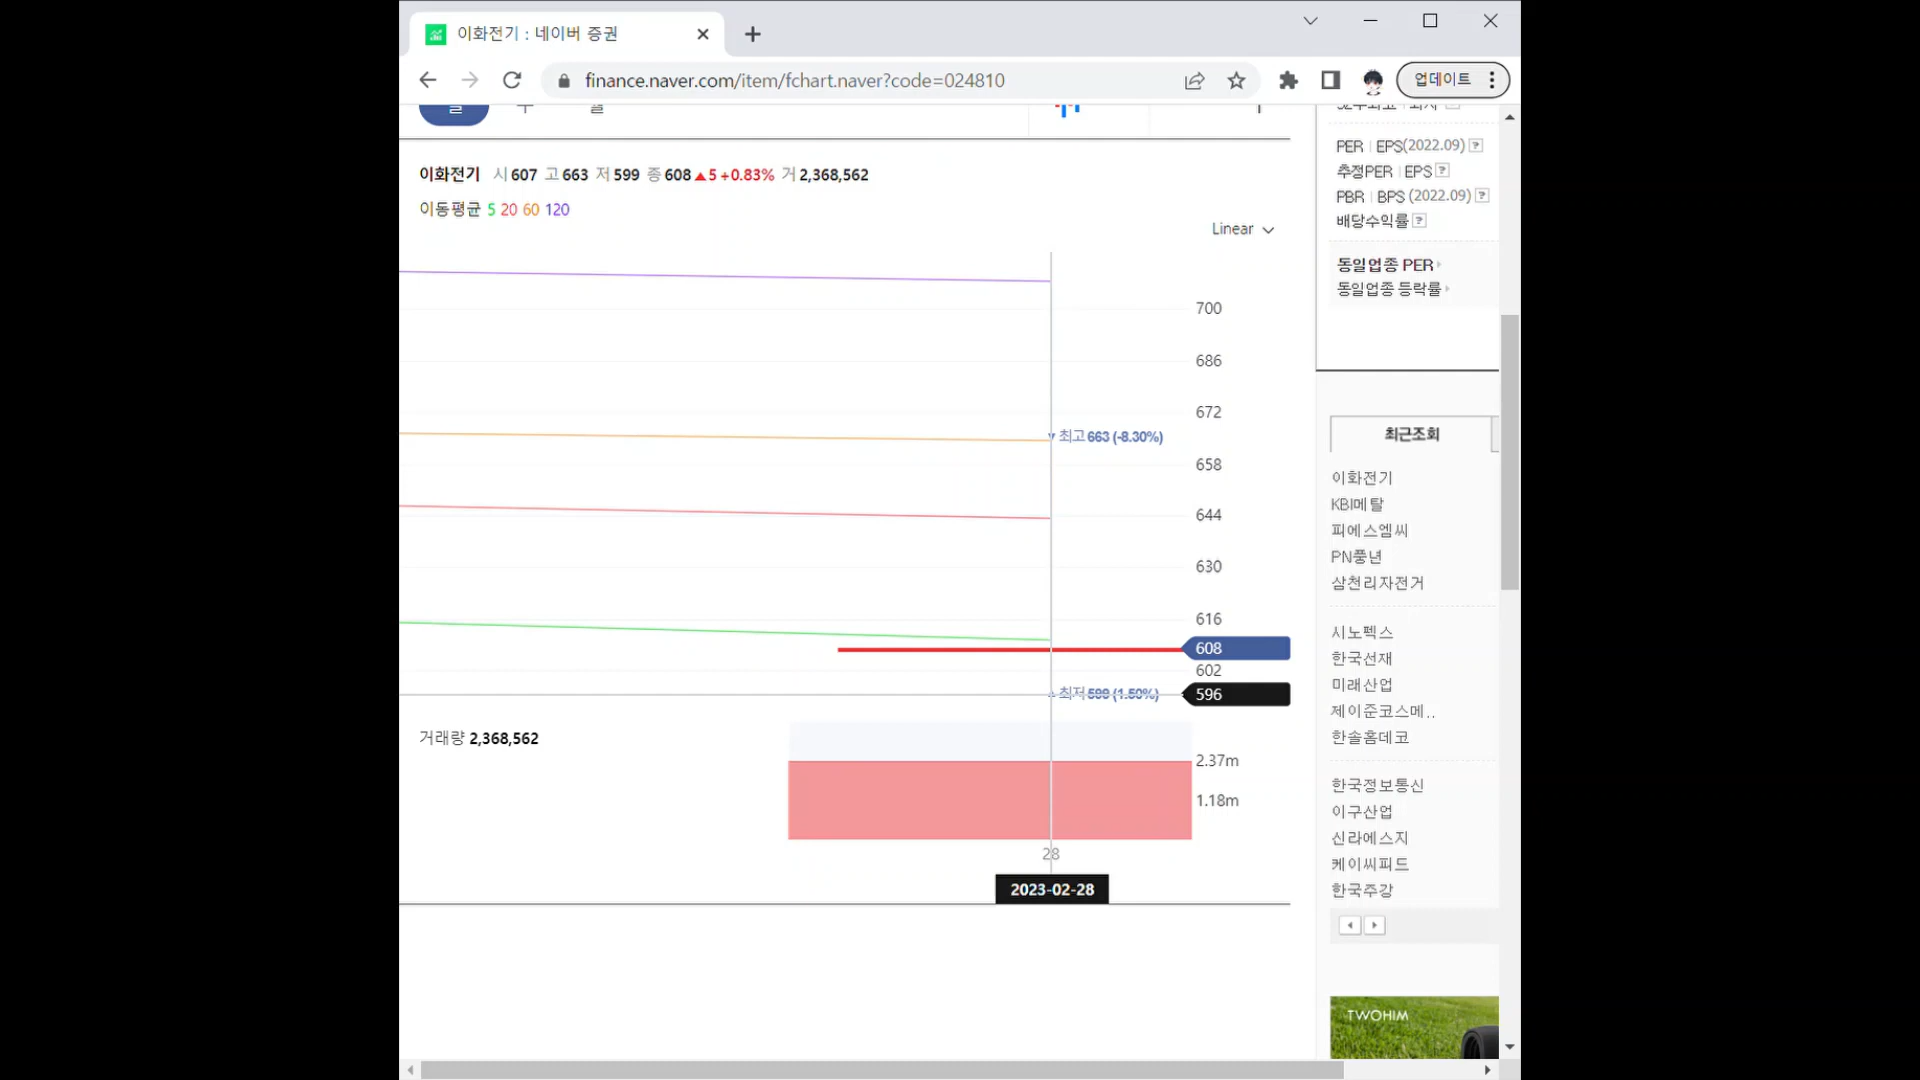 이화전기 : 네이버 증권
finance.naver.com/item/fchart.naver?code=024810
업데이트
이화전기 시 607 고 663 저 599 종 608 ▲5 +0.83% 거 2,368,562
이동평균 5 20 60 120
Linear
700
686
672
최고 663 (-8.30%)
658
644
630
616
608
602
최저 599 (1.50%)
596
거래량 2,368,562
2.37m
1.18m
28
2023-02-28
PER | EPS(2022.09) ?
추정PER | EPS ?
PBR | BPS (2022.09) ?
배당수익률 ?
동일업종 PER
동일업종 등락률
최근조회
이화전기
KBI메탈
피에스엠씨
PN풍년
삼천리자전거
시노펙스
한국선재
미래산업
제이준코스메..
한솔홈데코
한국정보통신
이구산업
신라에스지
케이씨피드
한국주강
TWOHIM